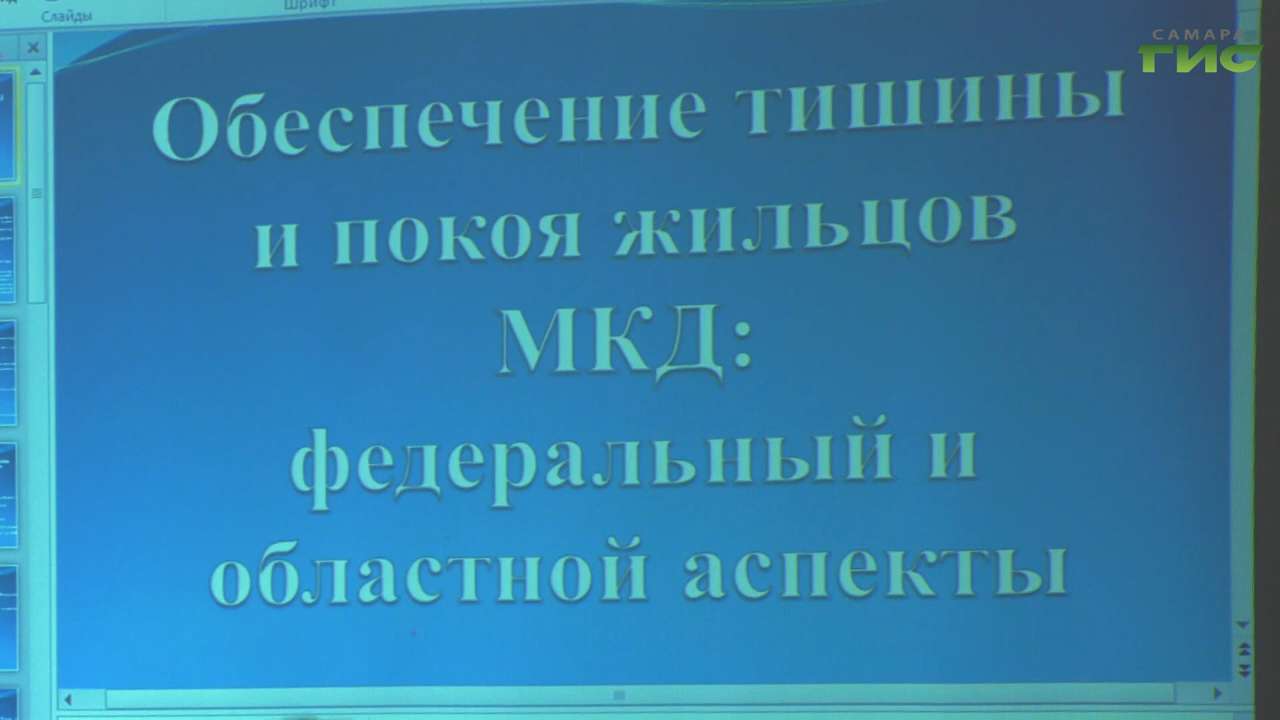 Слайды
Шрифт
САМАРА
ГИС
Обеспечение тишины
и покоя жильцов
МКД:
федеральный и
областной аспекты